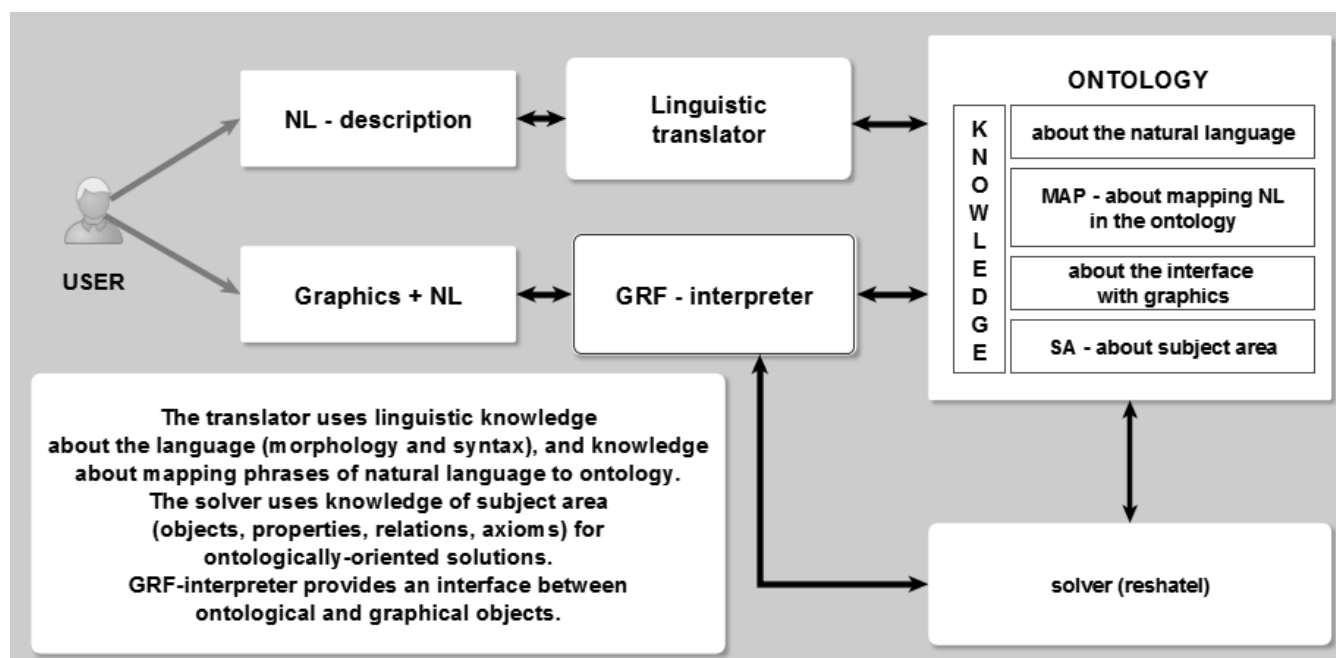 USER
NL - description
Linguistic
translator
Graphics + NL
GRF - interpreter
ONTOLOGY
KNOWLEDGE
about the natural language
MAP - about mapping NL
in the ontology
about the interface
with graphics
SA - about subject area
The translator uses linguistic knowledge
about the language (morphology and syntax), and knowledge
about mapping phrases of natural language to ontology.
The solver uses knowledge of subject area
(objects, properties, relations, axioms) for
ontologically-oriented solutions.
GRF-interpreter provides an interface between
ontological and graphical objects.
solver (reshatel)